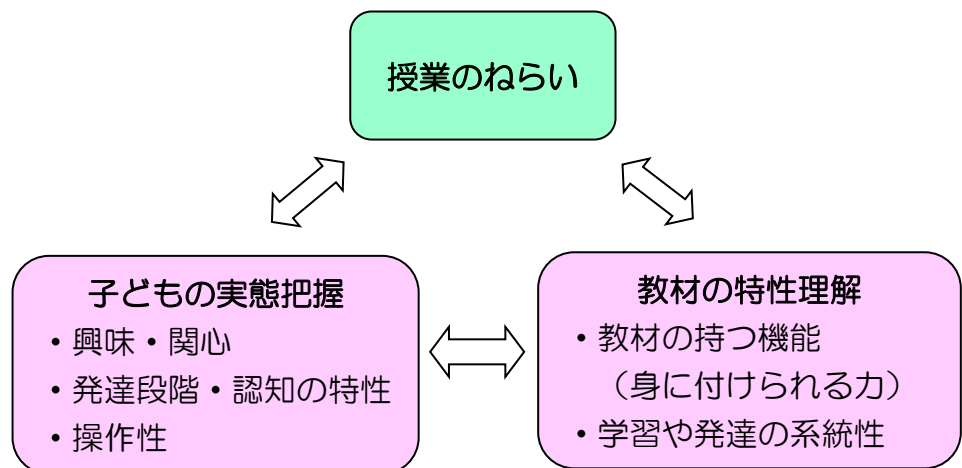 授業のねらい
子どもの実態把握
・興味・関心
・発達段階・認知の特性
・操作性
教材の特性理解
・教材の持つ機能
（身に付けられる力）
・学習や発達の系統性